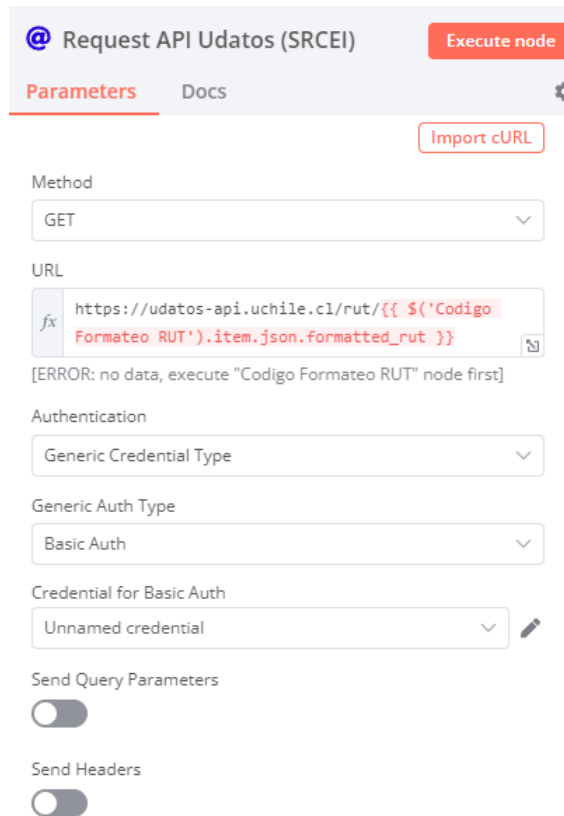 @ Request API Udatos (SRCEI)
Execute node
Parameters
Docs
Import cURL
Method
GET
URL
fx
https://udatos-api.uchile.cl/rut/{{ $('Codigo
Formateo RUT').item.json.formatted_rut }}
[ERROR: no data, execute "Codigo Formateo RUT" node first]
Authentication
Generic Credential Type
Generic Auth Type
Basic Auth
Credential for Basic Auth
Unnamed credential
Send Query Parameters
Send Headers